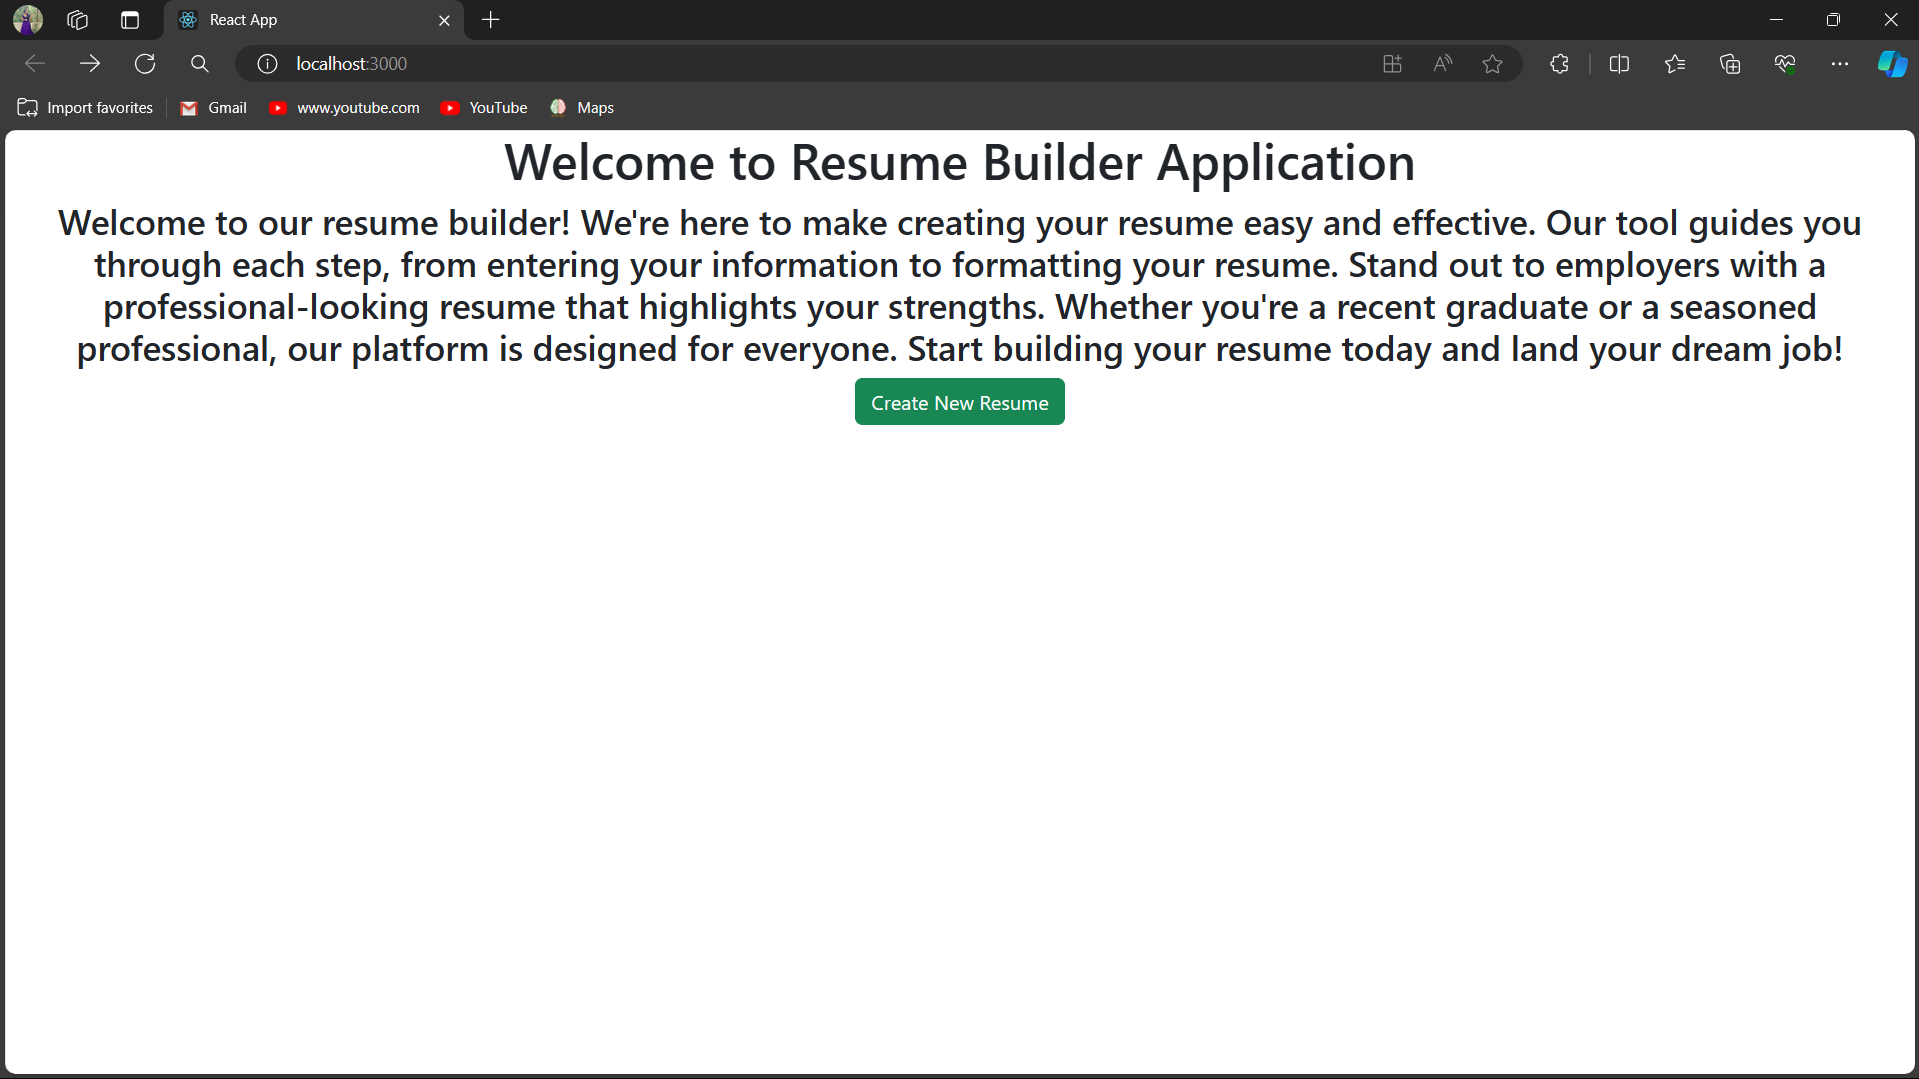 React App
localhost:3000
Import favorites Gmail www.youtube.com YouTube Maps
Welcome to Resume Builder Application
Welcome to our resume builder! We're here to make creating your resume easy and effective. Our tool guides you
through each step, from entering your information to formatting your resume. Stand out to employers with a
professional-looking resume that highlights your strengths. Whether you're a recent graduate or a seasoned
professional, our platform is designed for everyone. Start building your resume today and land your dream job!
Create New Resume